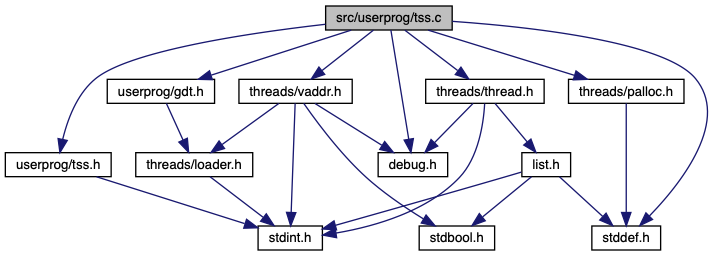 src/userprog/tss.c
userprog/gdt.h
threads/vaddr.h
threads/thread.h
threads/palloc.h
userprog/tss.h
threads/loader.h
debug.h
list.h
stdint.h
stdbool.h
stddef.h